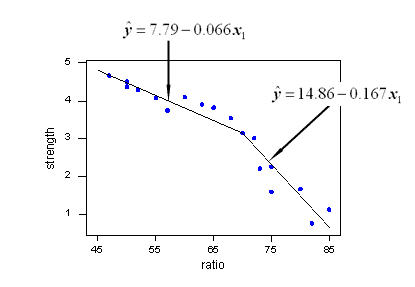 ŷ = 7.79 − 0.066x₁
ŷ = 14.86 − 0.167x₁
5
4
3
2
1
strength
45 55 65 75 85
ratio